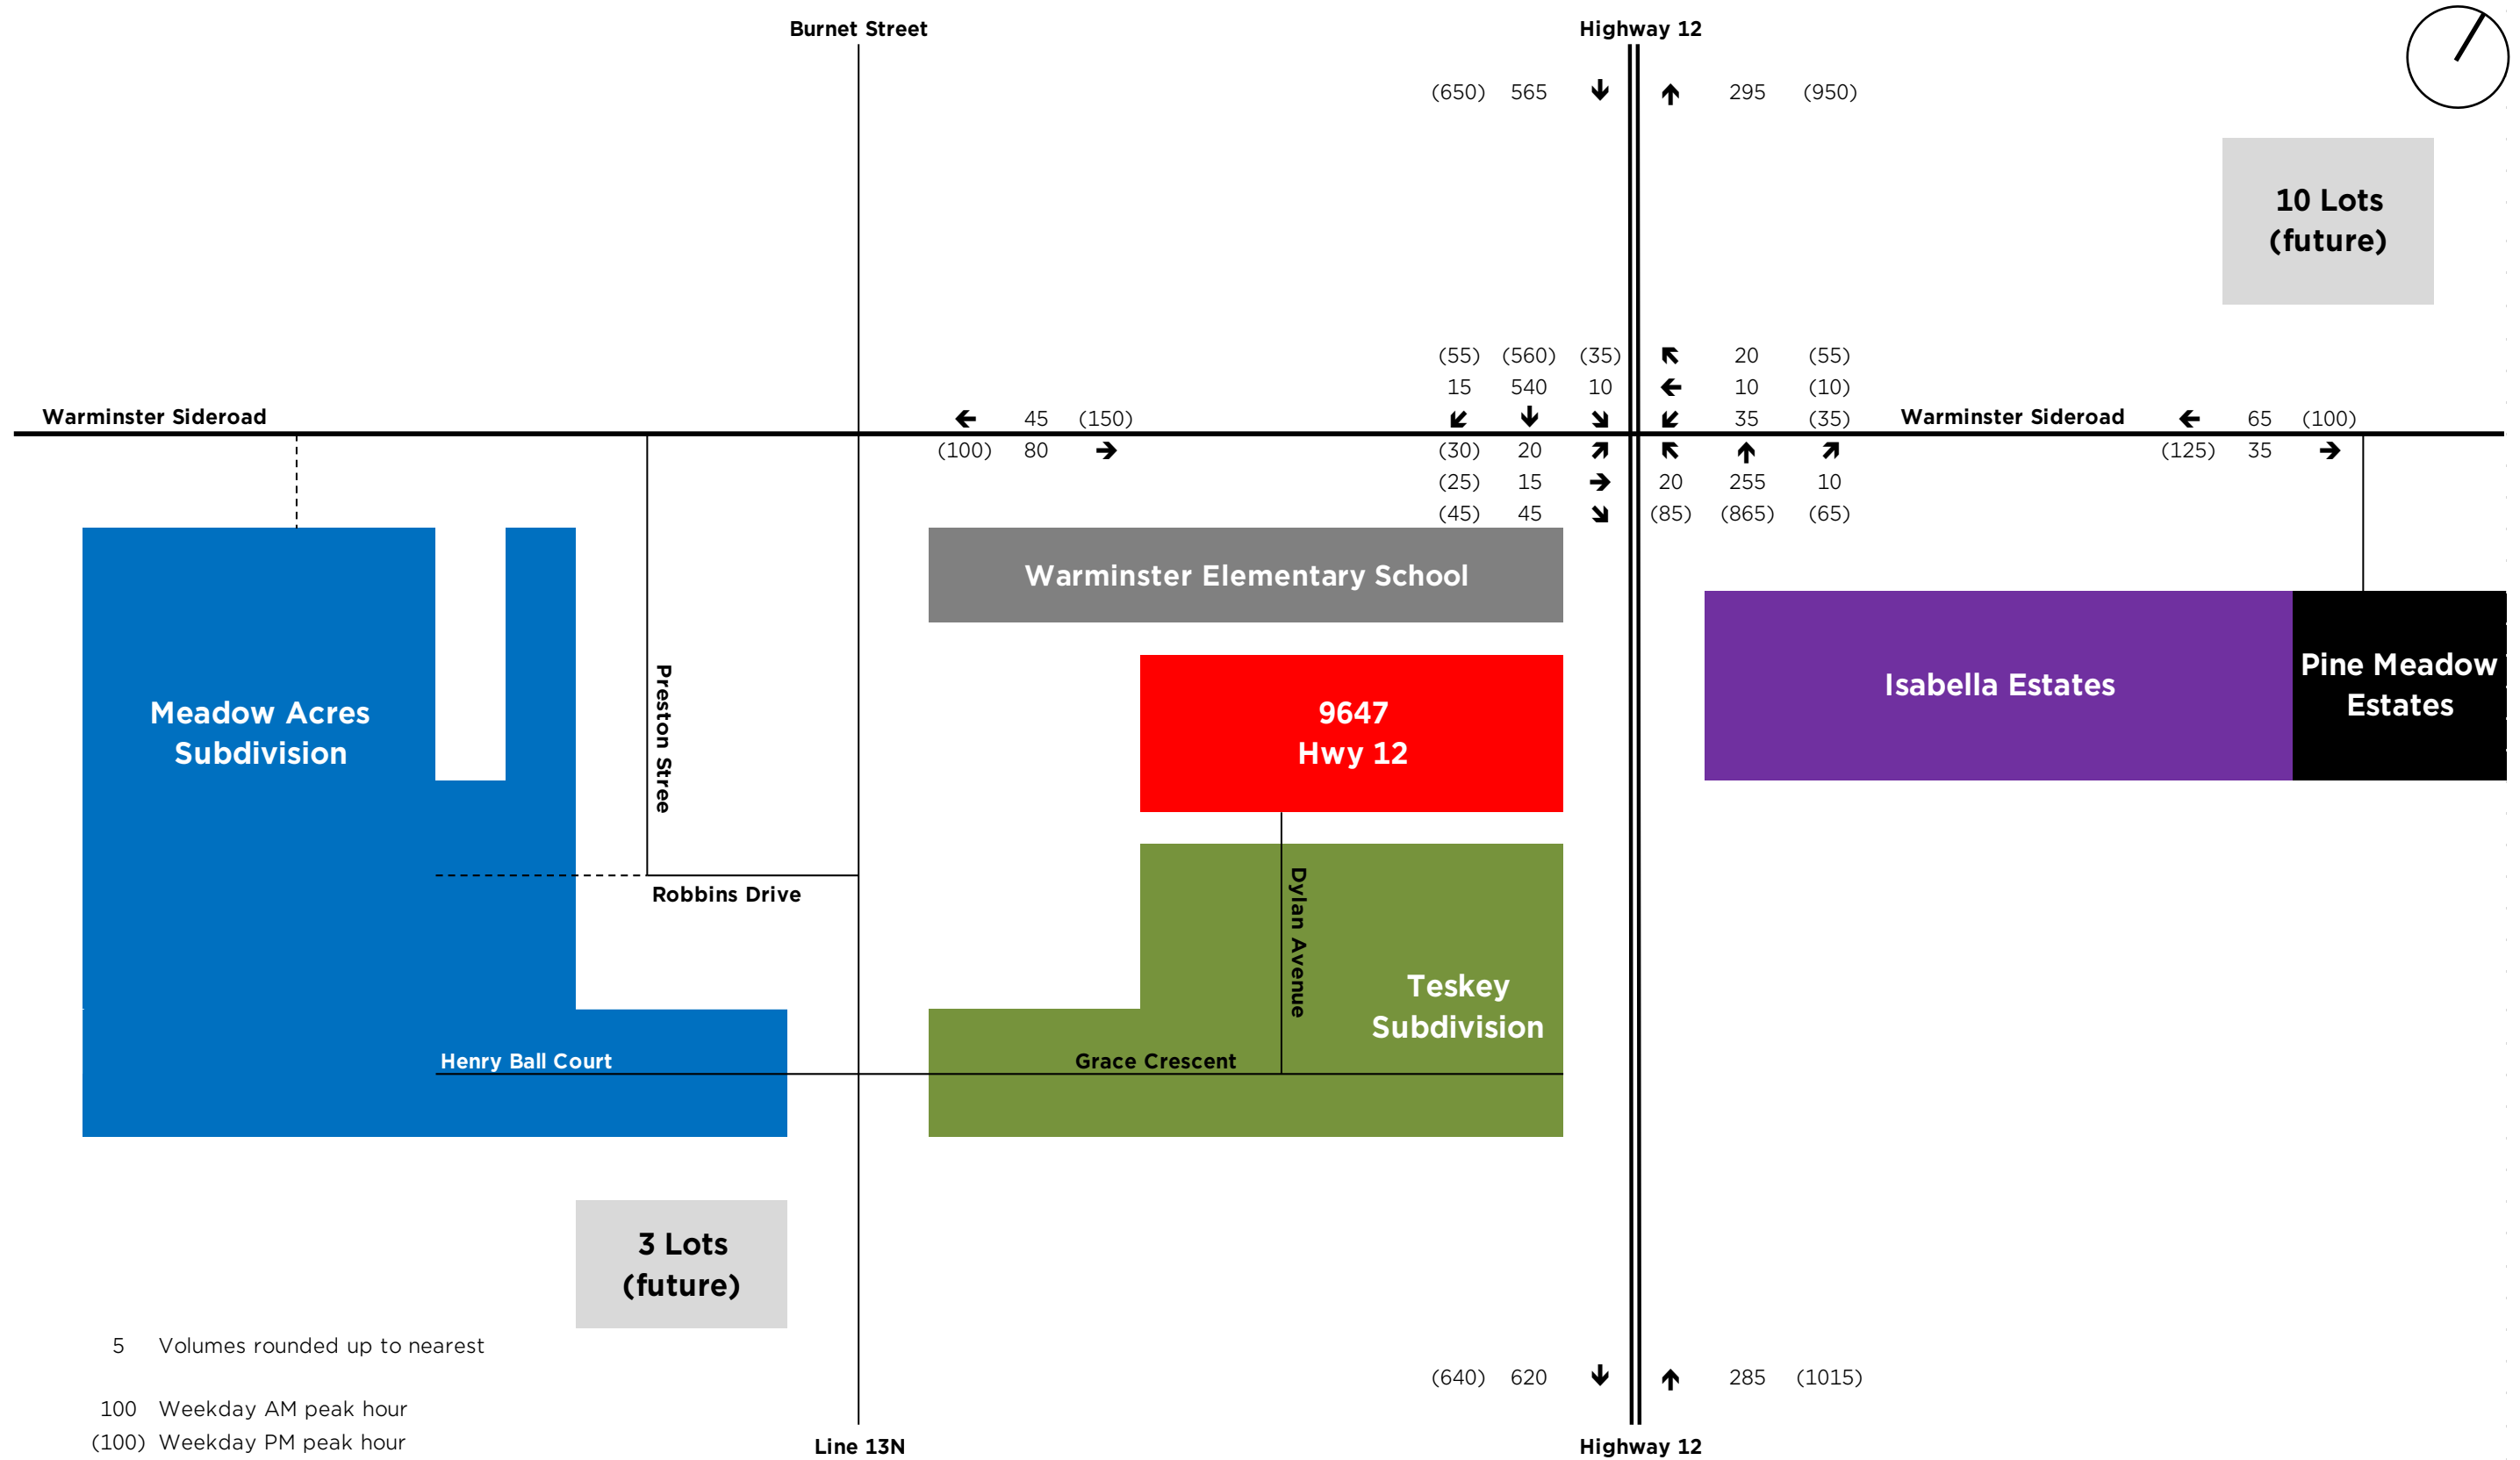 Burnet Street
Highway 12
(650) 565 ↓ ↑ 295 (950)
10 Lots
(future)
(55) (560) (35) ↖ 20 (55)
15 540 10 ← 10 (10)
Warminster Sideroad ← 45 (150) ↙ ↓ ↘ ↙ 35 (35) Warminster Sideroad ← 65 (100)
(100) 80 → (30) 20 ↗ ↖ ↑ ↗ (125) 35 →
(25) 15 → 20 255 10
(45) 45 ↘ (85) (865) (65)
Warminster Elementary School
Meadow Acres
Subdivision
Preston Stree
9647
Hwy 12
Isabella Estates
Pine Meadow
Estates
Robbins Drive
Dylan Avenue
Teskey
Subdivision
Henry Ball Court
Grace Crescent
3 Lots
(future)
5 Volumes rounded up to nearest
100 Weekday AM peak hour
(100) Weekday PM peak hour
(640) 620 ↓ ↑ 285 (1015)
Line 13N
Highway 12